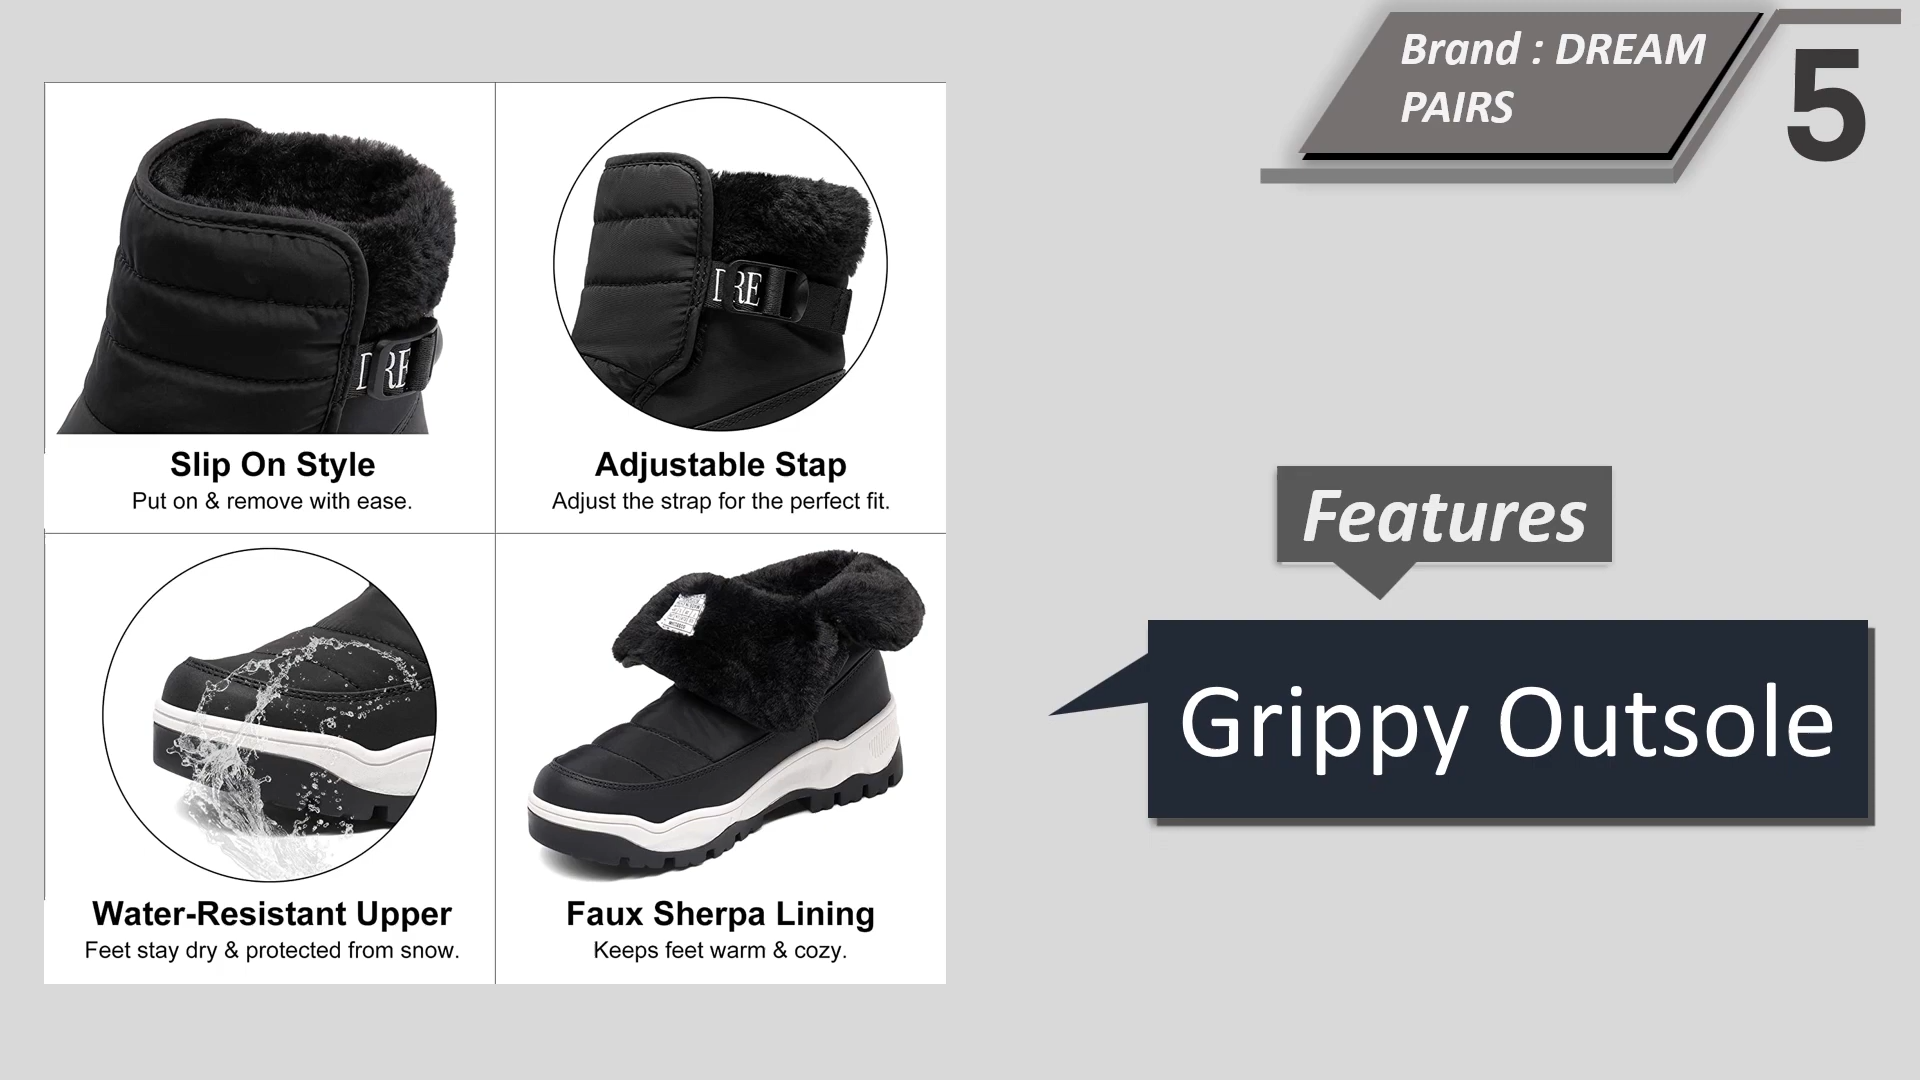 Brand : DREAM
PAIRS
5
DRE
DRE
Slip On Style
Put on & remove with ease.
Adjustable Stap
Adjust the strap for the perfect fit.
Features
Grippy Outsole
Water-Resistant Upper
Feet stay dry & protected from snow.
Faux Sherpa Lining
Keeps feet warm & cozy.